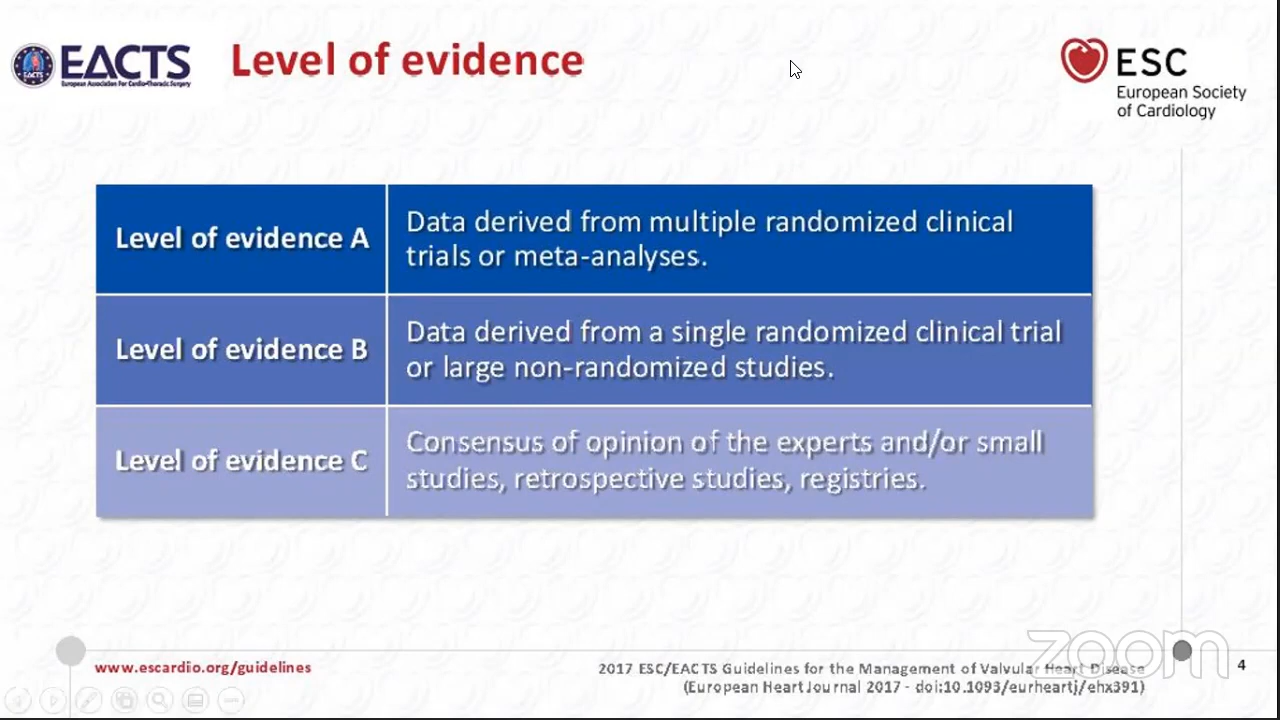 EACTS
European Association For Cardio-Thoracic Surgery
Level of evidence
ESC
European Society
of Cardiology
Level of evidence A
Data derived from multiple randomized clinical
trials or meta-analyses.
Level of evidence B
Data derived from a single randomized clinical trial
or large non-randomized studies.
Level of evidence C
Consensus of opinion of the experts and/or small
studies, retrospective studies, registries.
www.escardio.org/guidelines
2017 ESC/EACTS Guidelines for the Management of Valvular Heart Disease
(European Heart Journal 2017 - doi:10.1093/eurheartj/ehx391)
zoom
4